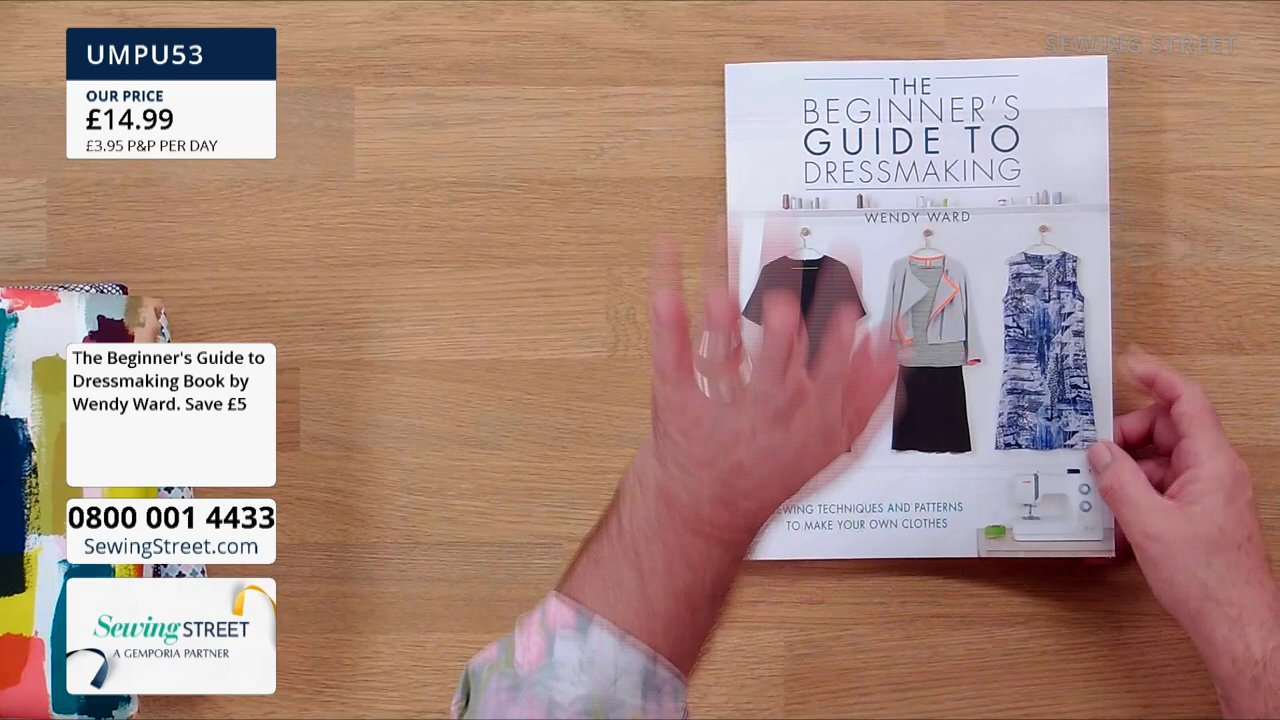 UMPU53
OUR PRICE
£14.99
£3.95 P&P PER DAY
The Beginner's Guide to
Dressmaking Book by
Wendy Ward. Save £5
0800 001 4433
SewingStreet.com
Sewing STREET
A GEMPORIA PARTNER
SEWING STREET
THE
BEGINNER'S
GUIDE TO
DRESSMAKING
WENDY WARD
SEWING TECHNIQUES AND PATTERNS
TO MAKE YOUR OWN CLOTHES